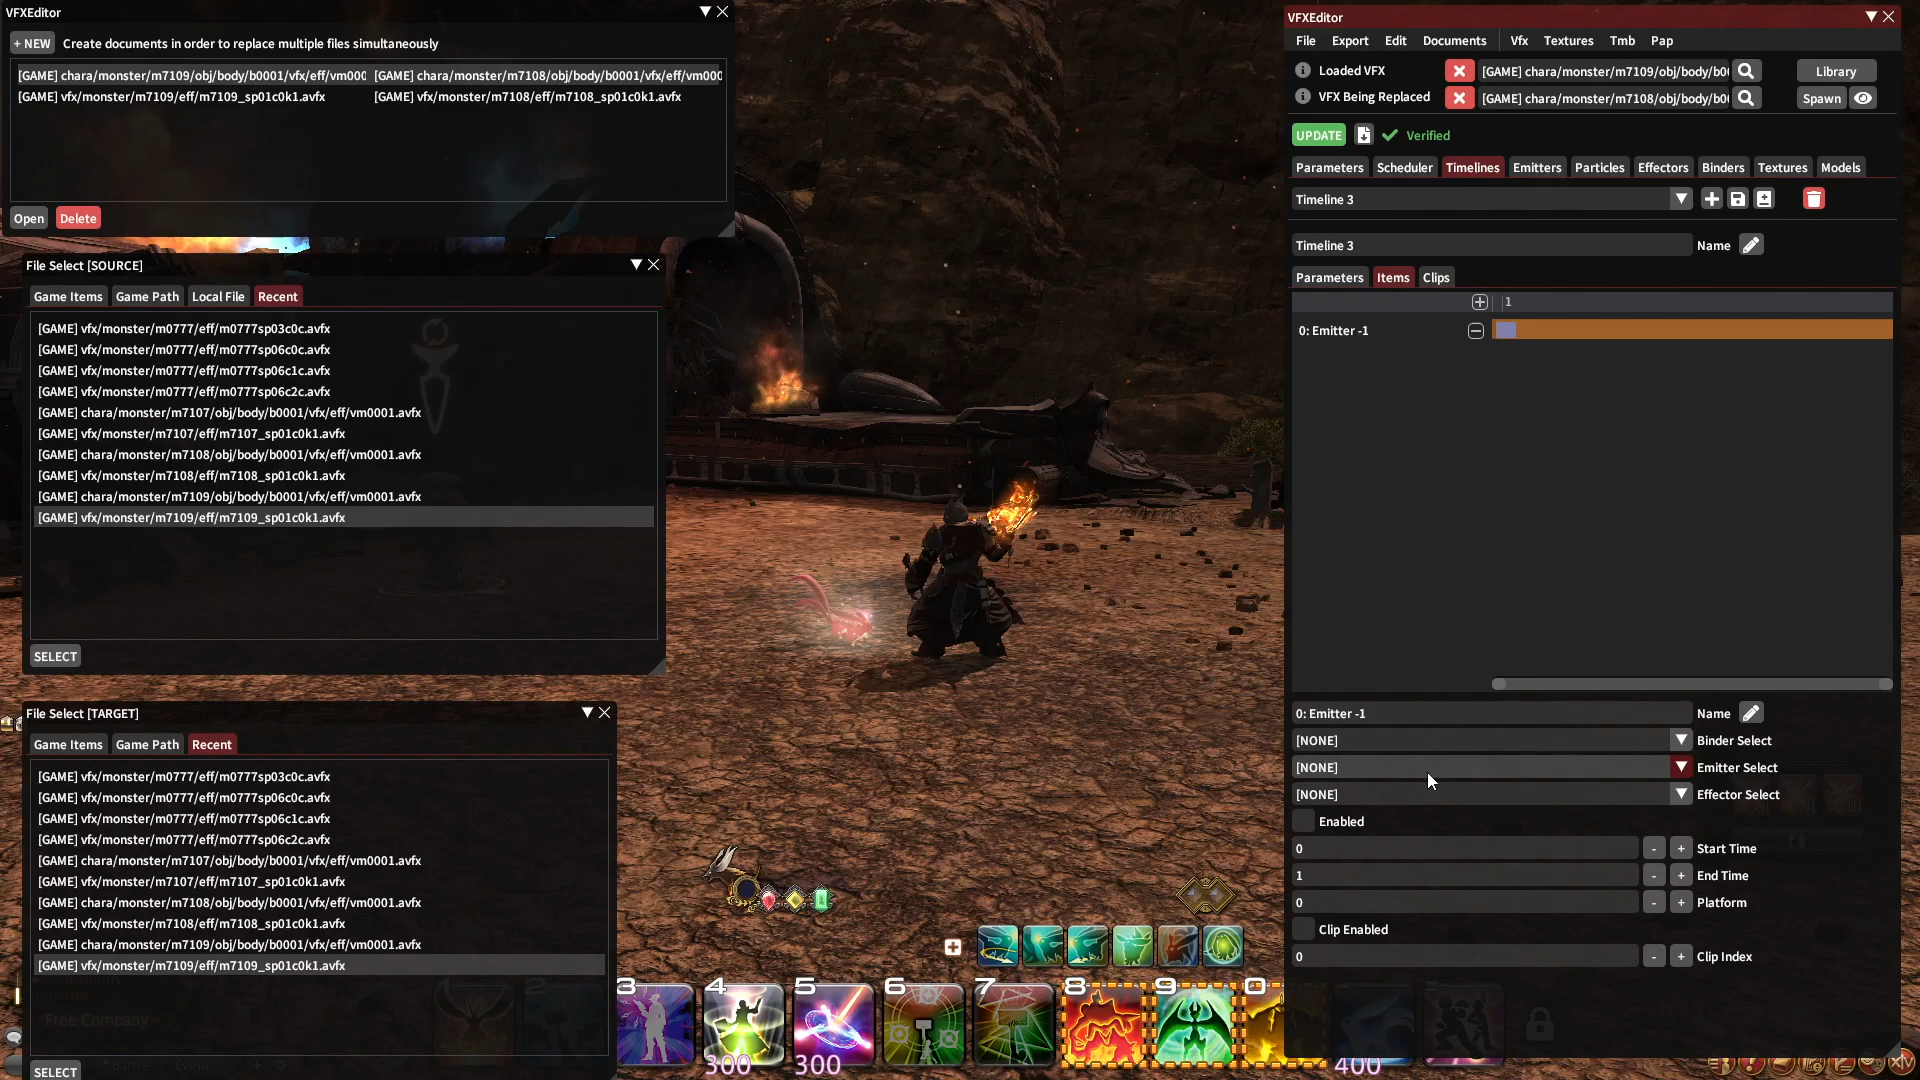 VFXEditor
+ NEW Create documents in order to replace multiple files simultaneously
[GAME] chara/monster/m7109/obj/body/b0001/vfx/eff/vm000 [GAME] chara/monster/m7108/obj/body/b0001/vfx/eff/vm000
[GAME] vfx/monster/m7109/eff/m7109_sp01c0k1.avfx [GAME] vfx/monster/m7108/eff/m7108_sp01c0k1.avfx
Open Delete
File Select [SOURCE]
Game Items Game Path Local File Recent
[GAME] vfx/monster/m0777/eff/m0777sp03c0c.avfx
[GAME] vfx/monster/m0777/eff/m0777sp06c0c.avfx
[GAME] vfx/monster/m0777/eff/m0777sp06c1c.avfx
[GAME] vfx/monster/m0777/eff/m0777sp06c2c.avfx
[GAME] chara/monster/m7107/obj/body/b0001/vfx/eff/vm0001.avfx
[GAME] vfx/monster/m7107/eff/m7107_sp01c0k1.avfx
[GAME] chara/monster/m7108/obj/body/b0001/vfx/eff/vm0001.avfx
[GAME] vfx/monster/m7108/eff/m7108_sp01c0k1.avfx
[GAME] chara/monster/m7109/obj/body/b0001/vfx/eff/vm0001.avfx
[GAME] vfx/monster/m7109/eff/m7109_sp01c0k1.avfx
SELECT
File Select [TARGET]
Game Items Game Path Recent
[GAME] vfx/monster/m0777/eff/m0777sp03c0c.avfx
[GAME] vfx/monster/m0777/eff/m0777sp06c0c.avfx
[GAME] vfx/monster/m0777/eff/m0777sp06c1c.avfx
[GAME] vfx/monster/m0777/eff/m0777sp06c2c.avfx
[GAME] chara/monster/m7107/obj/body/b0001/vfx/eff/vm0001.avfx
[GAME] vfx/monster/m7107/eff/m7107_sp01c0k1.avfx
[GAME] chara/monster/m7108/obj/body/b0001/vfx/eff/vm0001.avfx
[GAME] vfx/monster/m7108/eff/m7108_sp01c0k1.avfx
[GAME] chara/monster/m7109/obj/body/b0001/vfx/eff/vm0001.avfx
[GAME] vfx/monster/m7109/eff/m7109_sp01c0k1.avfx
Free Company
SELECT
3 4 5 6 7 8 9 0
300 300 400
VFXEditor
File Export Edit Documents Vfx Textures Tmb Pap
Loaded VFX [GAME] chara/monster/m7109/obj/body/b0 Library
VFX Being Replaced [GAME] chara/monster/m7108/obj/body/b0 Spawn
UPDATE Verified
Parameters Scheduler Timelines Emitters Particles Effectors Binders Textures Models
Timeline 3
Timeline 3 Name
Parameters Items Clips
1
0: Emitter -1
0: Emitter -1 Name
[NONE] Binder Select
[NONE] Emitter Select
[NONE] Effector Select
Enabled
0 - + Start Time
1 - + End Time
0 - + Platform
Clip Enabled
0 - + Clip Index